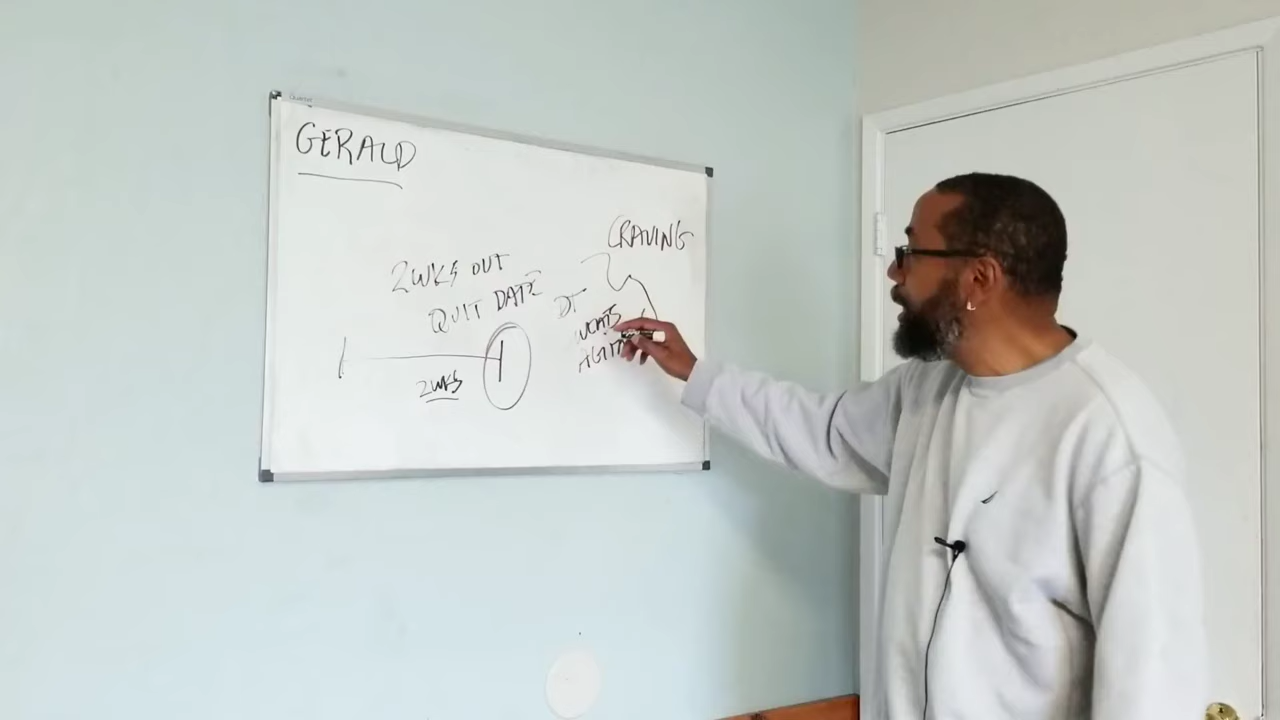 GERALD
CRAVING
2WKS OUT
QUIT DATE
DT
2WKS